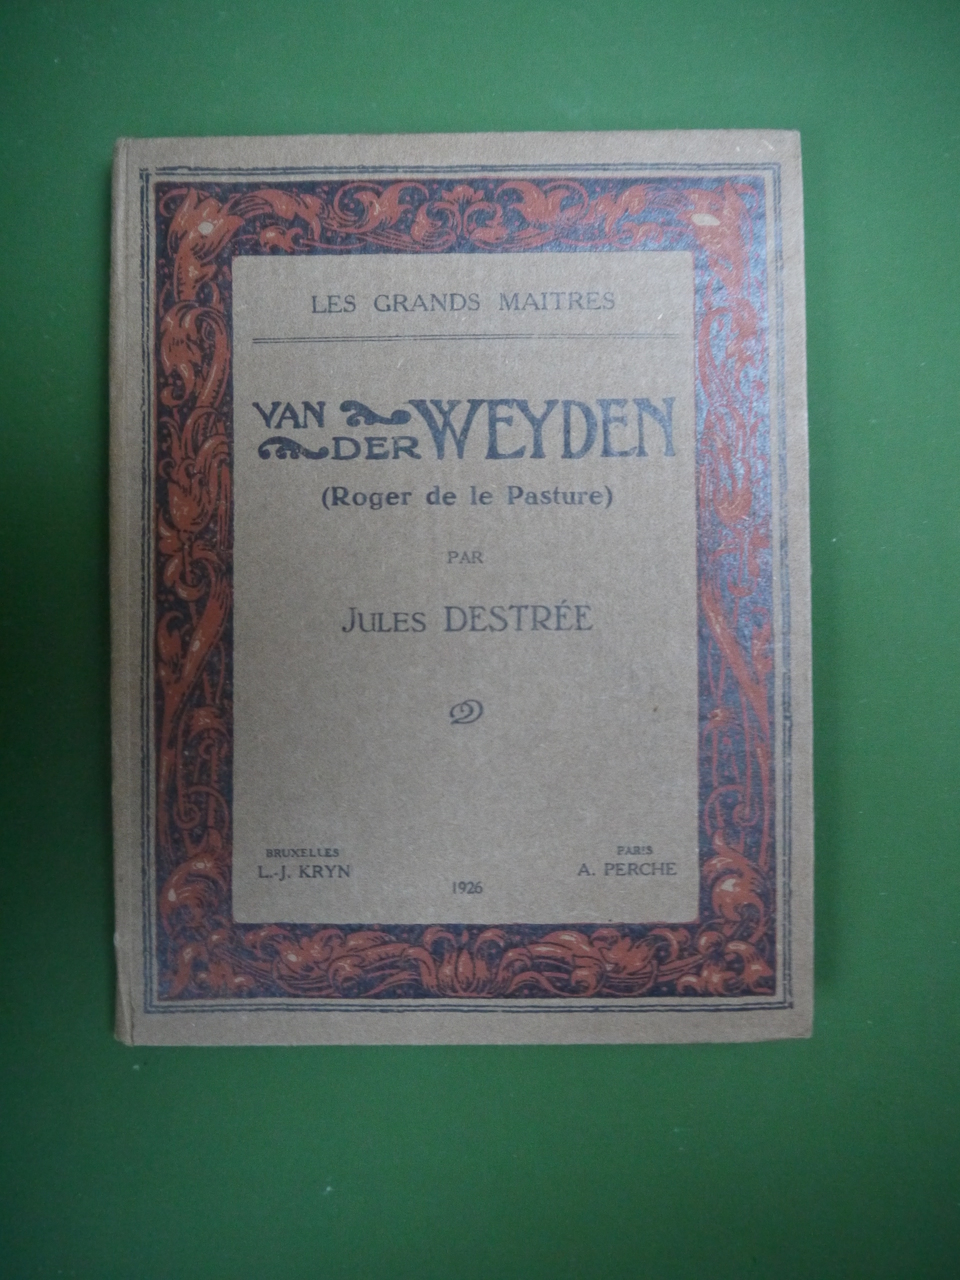 LES GRANDS MAITRES
VAN DER WEYDEN
(Roger de le Pasture)
PAR
JULES DESTRÉE
BRUXELLES
L.-J. KRYN
1926
PARIS
A. PERCHE